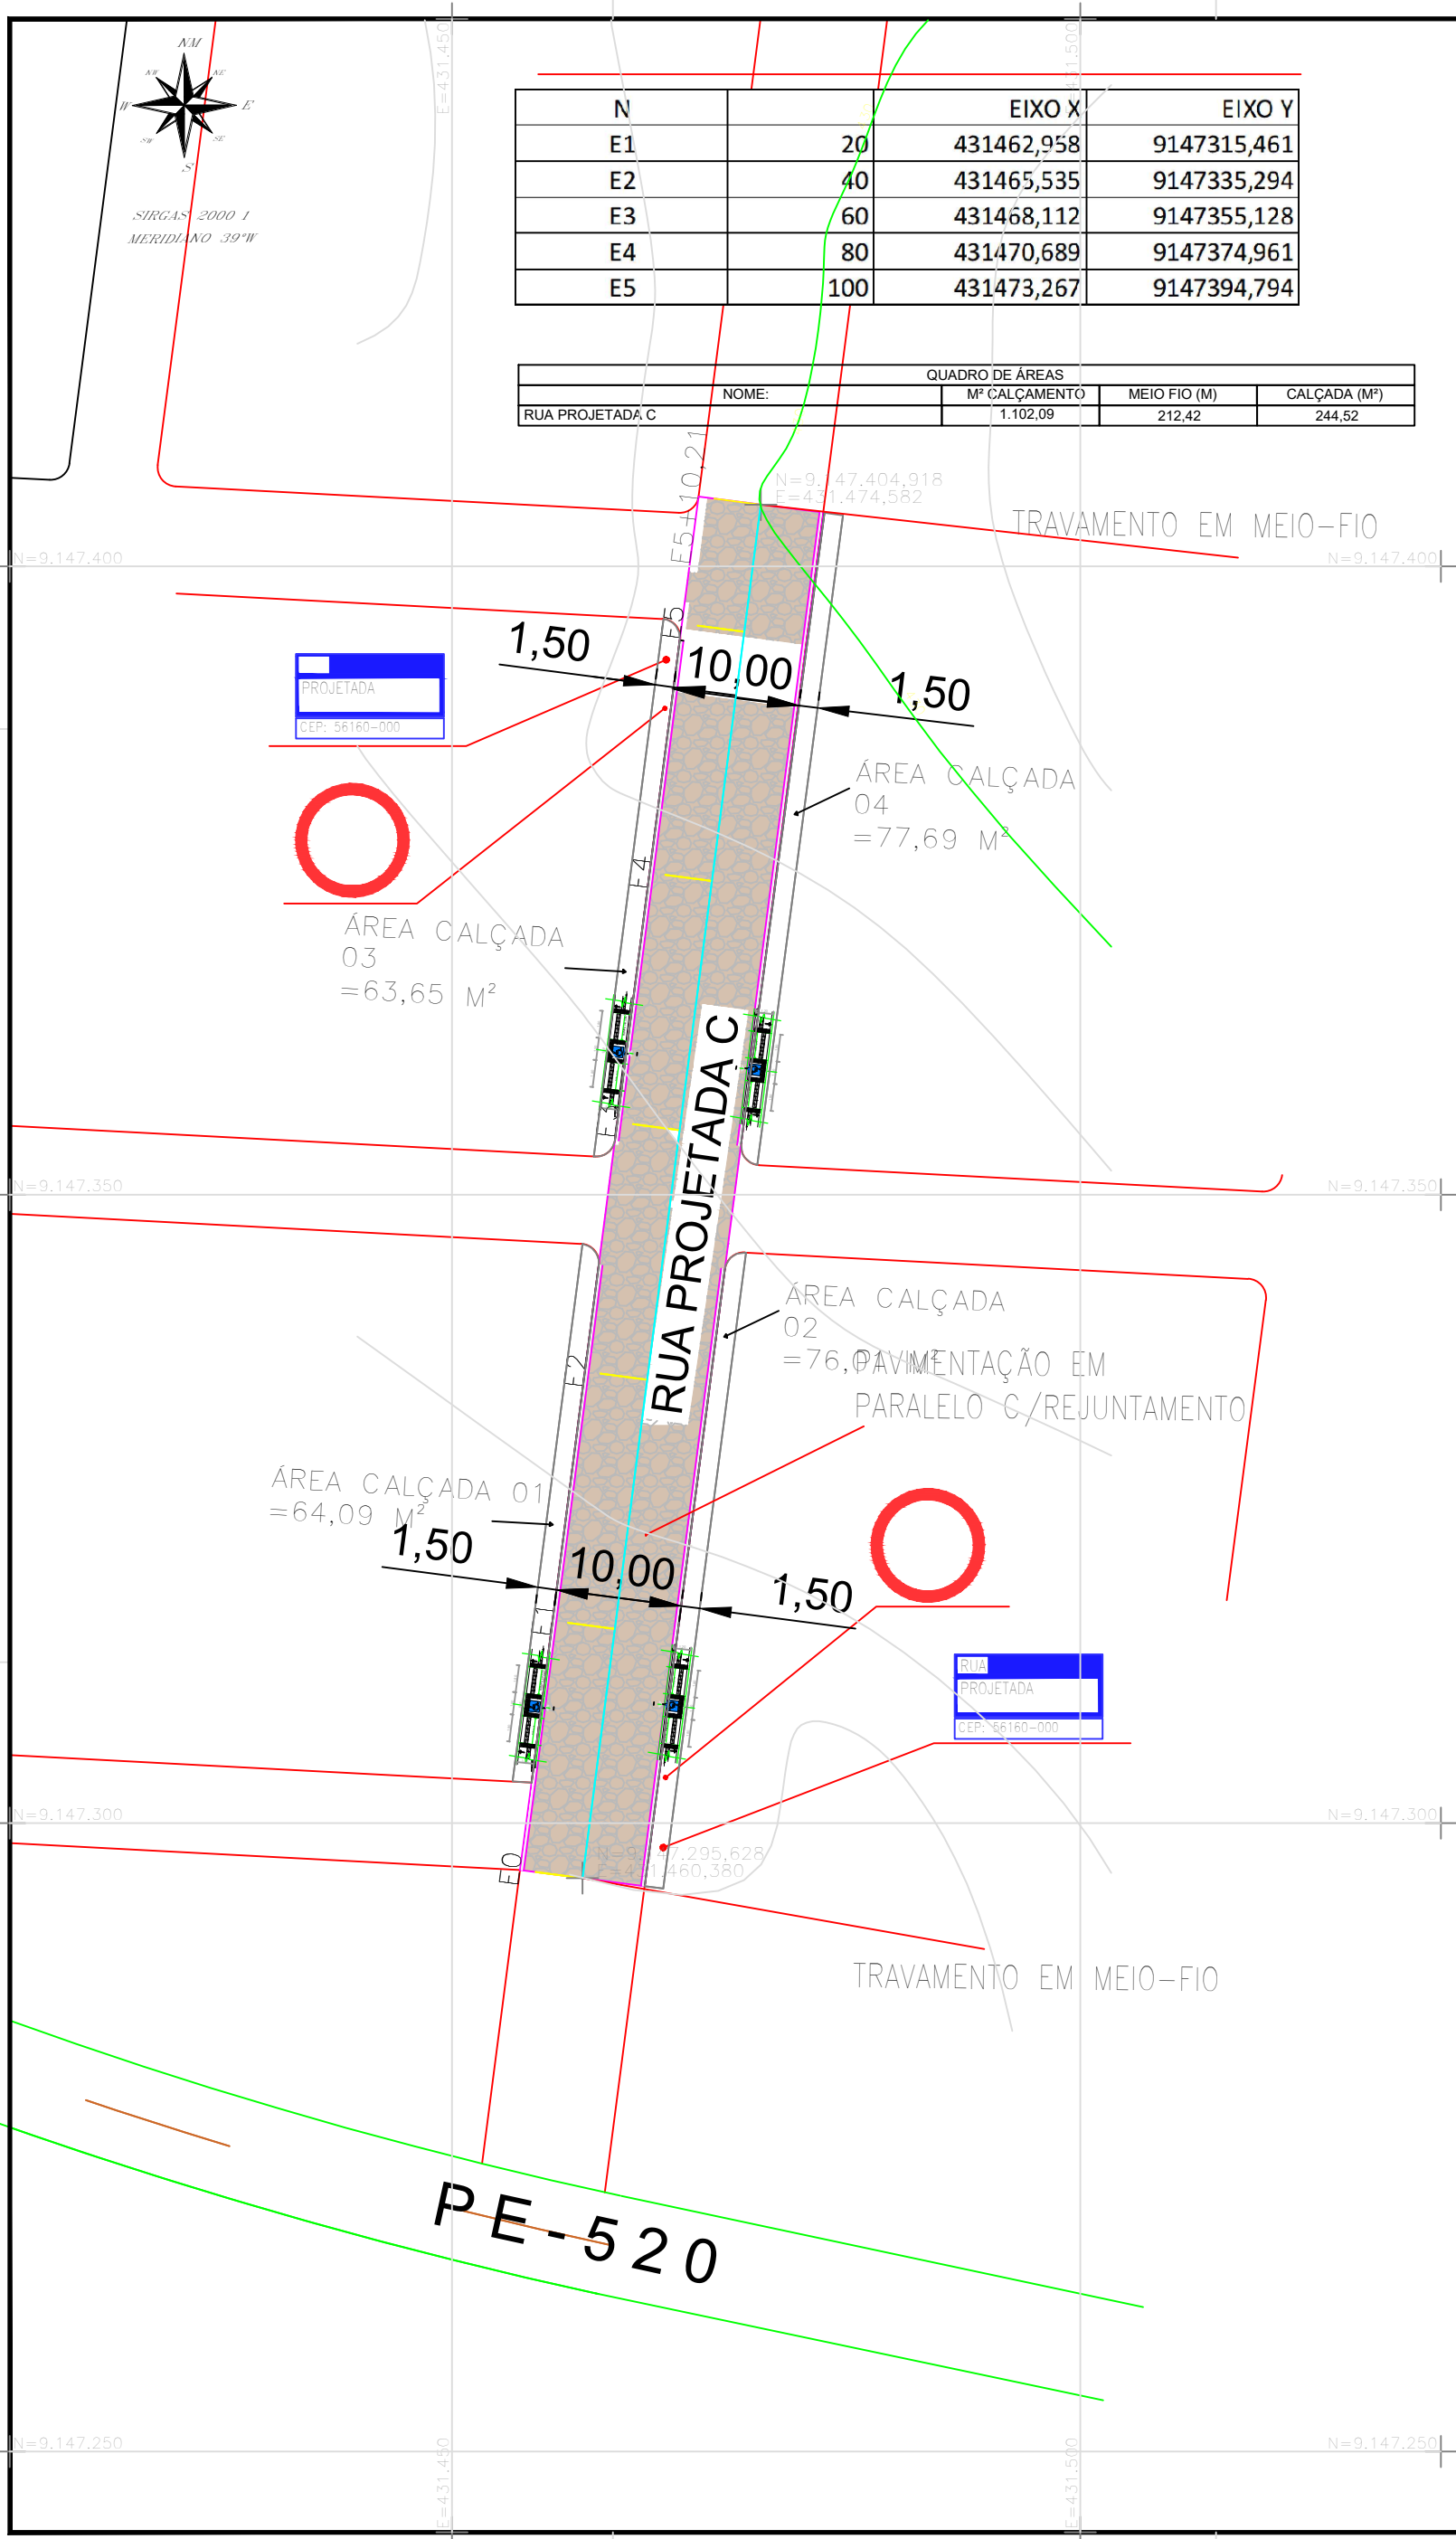 E=431.450
E=431.500
NM
NW
NE
W
E
SW
SE
S
SIRGAS 2000 1
MERIDIANO 39°W
N EIXO X EIXO Y
E1 20 431462,958 9147315,461
E2 40 431465,535 9147335,294
E3 60 431468,112 9147355,128
E4 80 431470,689 9147374,961
E5 100 431473,267 9147394,794
QUADRO DE ÁREAS
NOME: M² CALÇAMENTO MEIO FIO (M) CALÇADA (M²)
RUA PROJETADA C 1.102,09 212,42 244,52
E5+10,21
N=9.147.404,918
E=431.474,582
TRAVAMENTO EM MEIO-FIO
N=9.147.400
N=9.147.400
E5
1,50
10,00
1,50
PROJETADA
CEP: 56160-000
ÁREA CALÇADA
04
=77,69 M²
E4
ÁREA CALÇADA
03
=63,65 M²
RUA PROJETADA C
N=9.147.350
N=9.147.350
ÁREA CALÇADA
02
=76,01 M²
PAVIMENTAÇÃO EM
PARALELO C/REJUNTAMENTO
E2
ÁREA CALÇADA 01
=64,09 M²
1,50
10,00
1,50
E1
RUA
PROJETADA
CEP: 56160-000
N=9.147.300
N=9.147.300
E0
N=9.147.295,628
E=431.460,380
TRAVAMENTO EM MEIO-FIO
PE-520
N=9.147.250
N=9.147.250
E=431.450
E=431.500